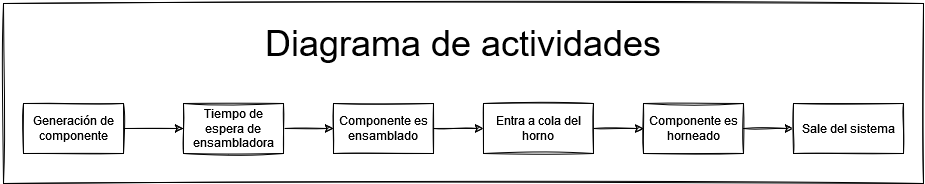 Diagrama de actividades
Generación de
componente
Tiempo de
espera de
ensambladora
Componente es
ensamblado
Entra a cola del
horno
Componente es
horneado
Sale del sistema